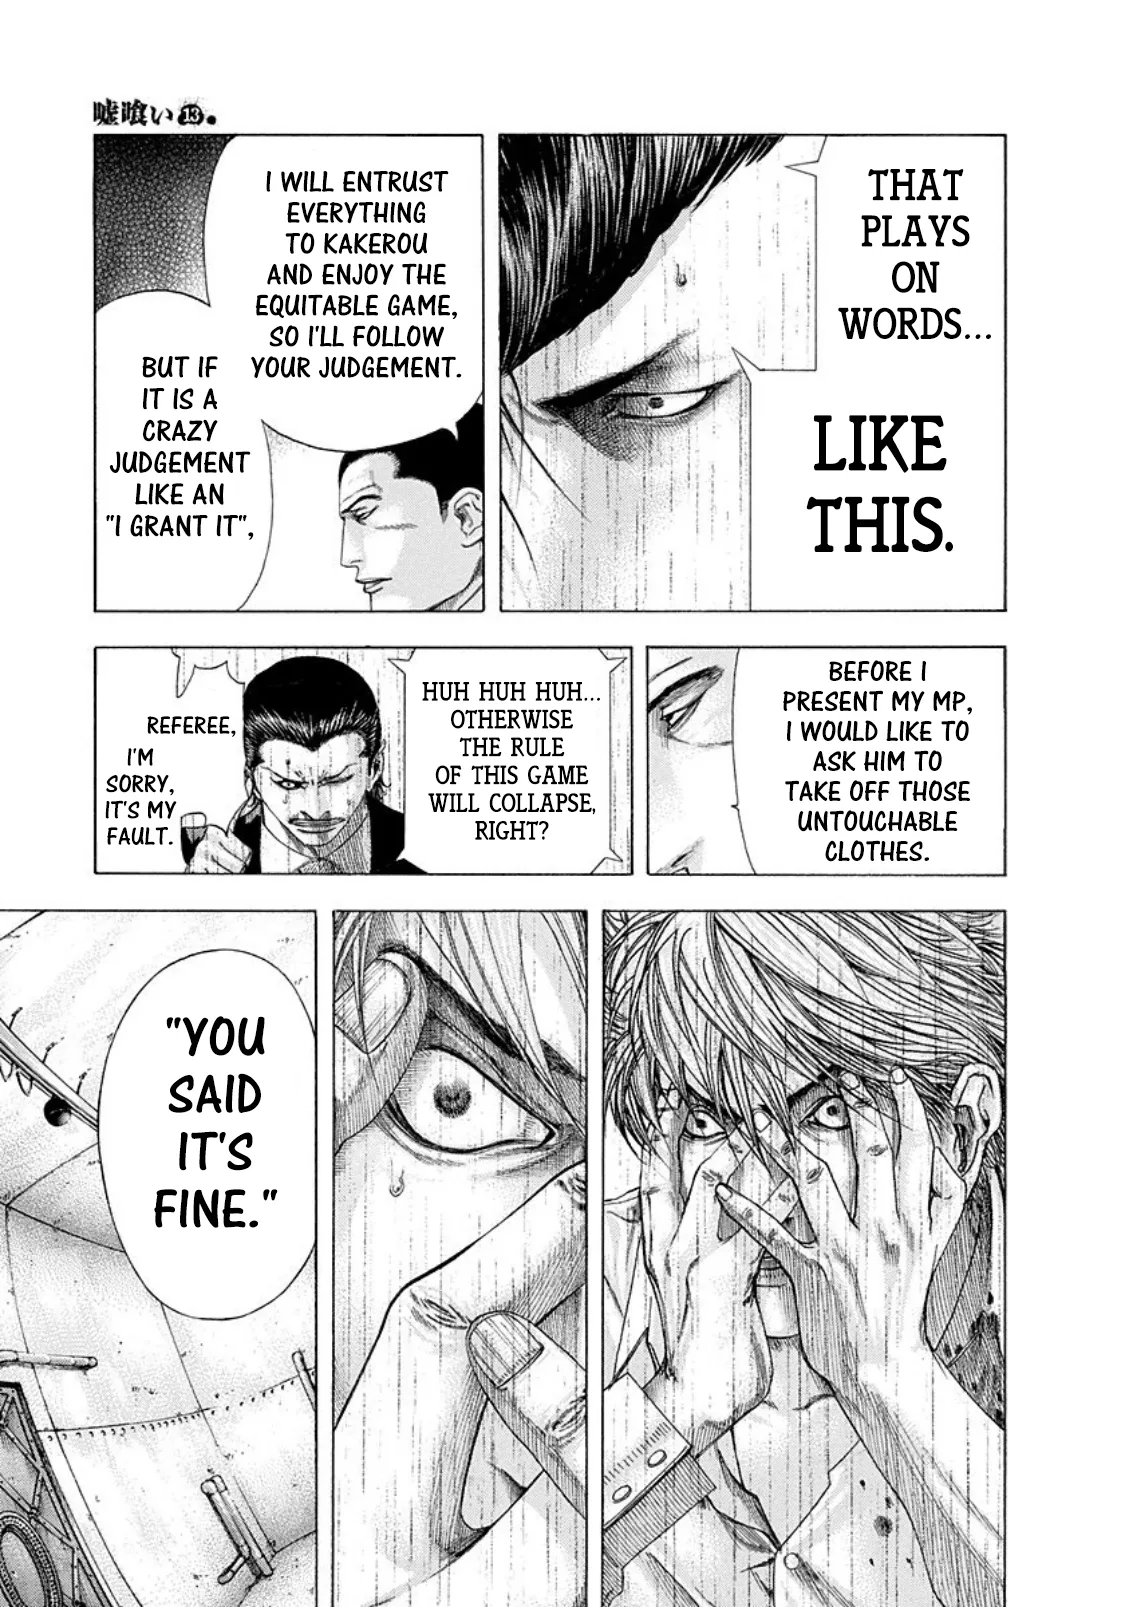 嘘喰い 13
THAT
PLAYS
ON
WORDS...
LIKE
THIS.
I WILL ENTRUST
EVERYTHING
TO KAKEROU
AND ENJOY THE
EQUITABLE GAME,
SO I'LL FOLLOW
YOUR JUDGEMENT.
BUT IF
IT IS A
CRAZY
JUDGEMENT
LIKE AN
"I GRANT IT",
BEFORE I
PRESENT MY MP,
I WOULD LIKE TO
ASK HIM TO
TAKE OFF THOSE
UNTOUCHABLE
CLOTHES.
HUH HUH HUH...
OTHERWISE
THE RULE
OF THIS GAME
WILL COLLAPSE,
RIGHT?
REFEREE,
I'M
SORRY,
IT'S MY
FAULT.
"YOU
SAID
IT'S
FINE."